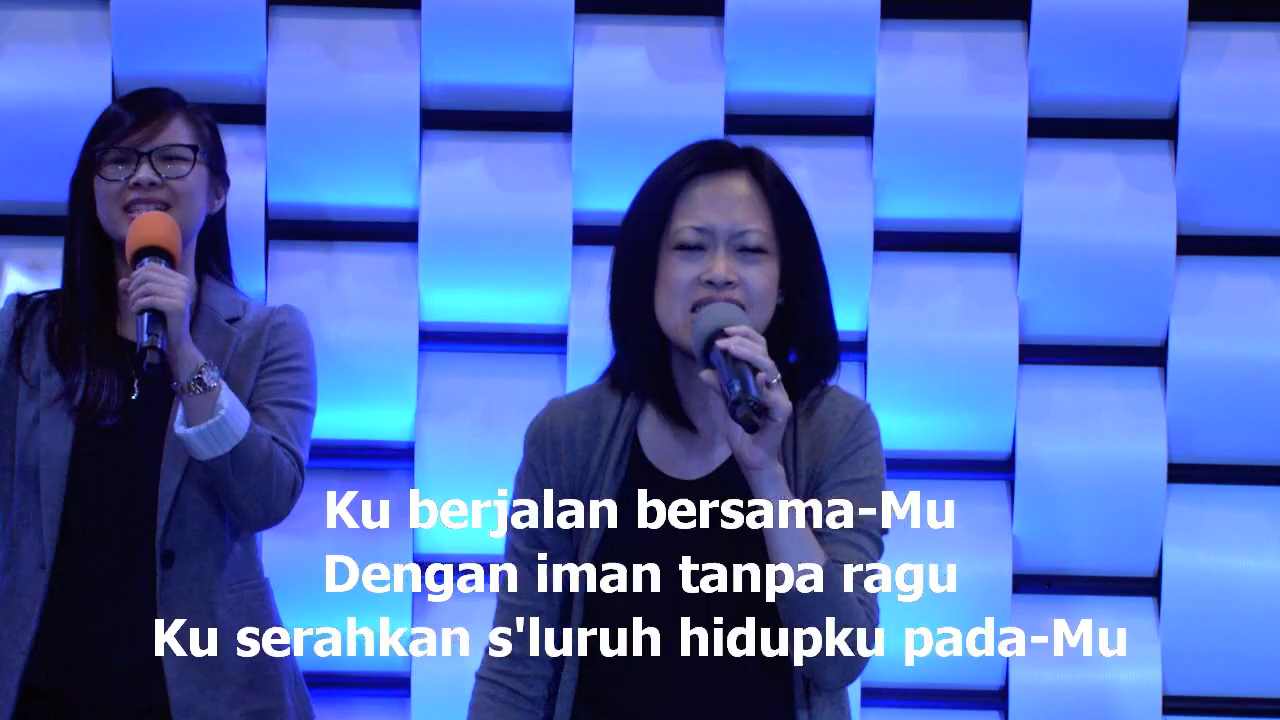 Ku berjalan bersama-Mu
Dengan iman tanpa ragu
Ku serahkan s'luruh hidupku pada-Mu